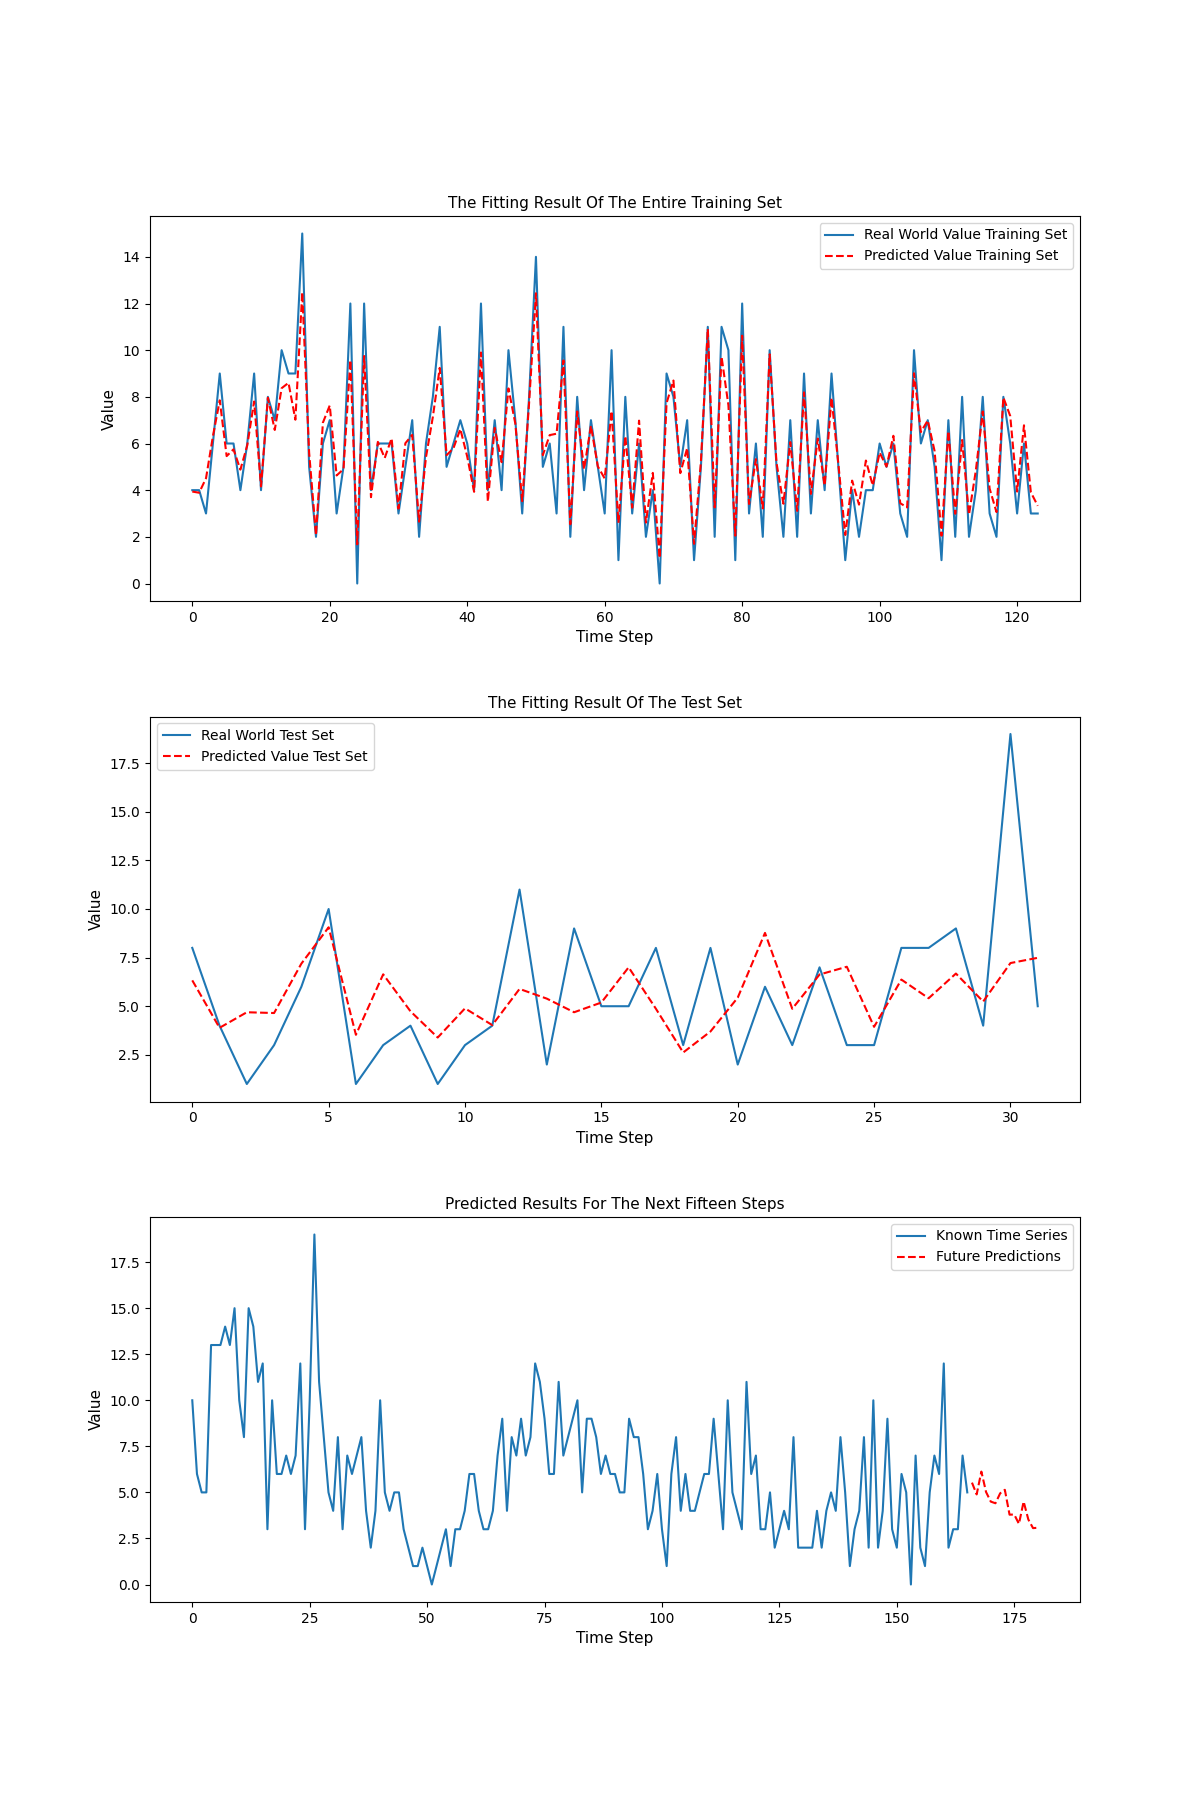 The Fitting Result Of The Entire Training Set
Real World Value Training Set
Predicted Value Training Set
Value
14
12
10
8
6
4
2
0
0 20 40 60 80 100 120
Time Step
The Fitting Result Of The Test Set
Real World Test Set
Predicted Value Test Set
Value
17.5
15.0
12.5
10.0
7.5
5.0
2.5
0 5 10 15 20 25 30
Time Step
Predicted Results For The Next Fifteen Steps
Known Time Series
Future Predictions
Value
17.5
15.0
12.5
10.0
7.5
5.0
2.5
0.0
0 25 50 75 100 125 150 175
Time Step